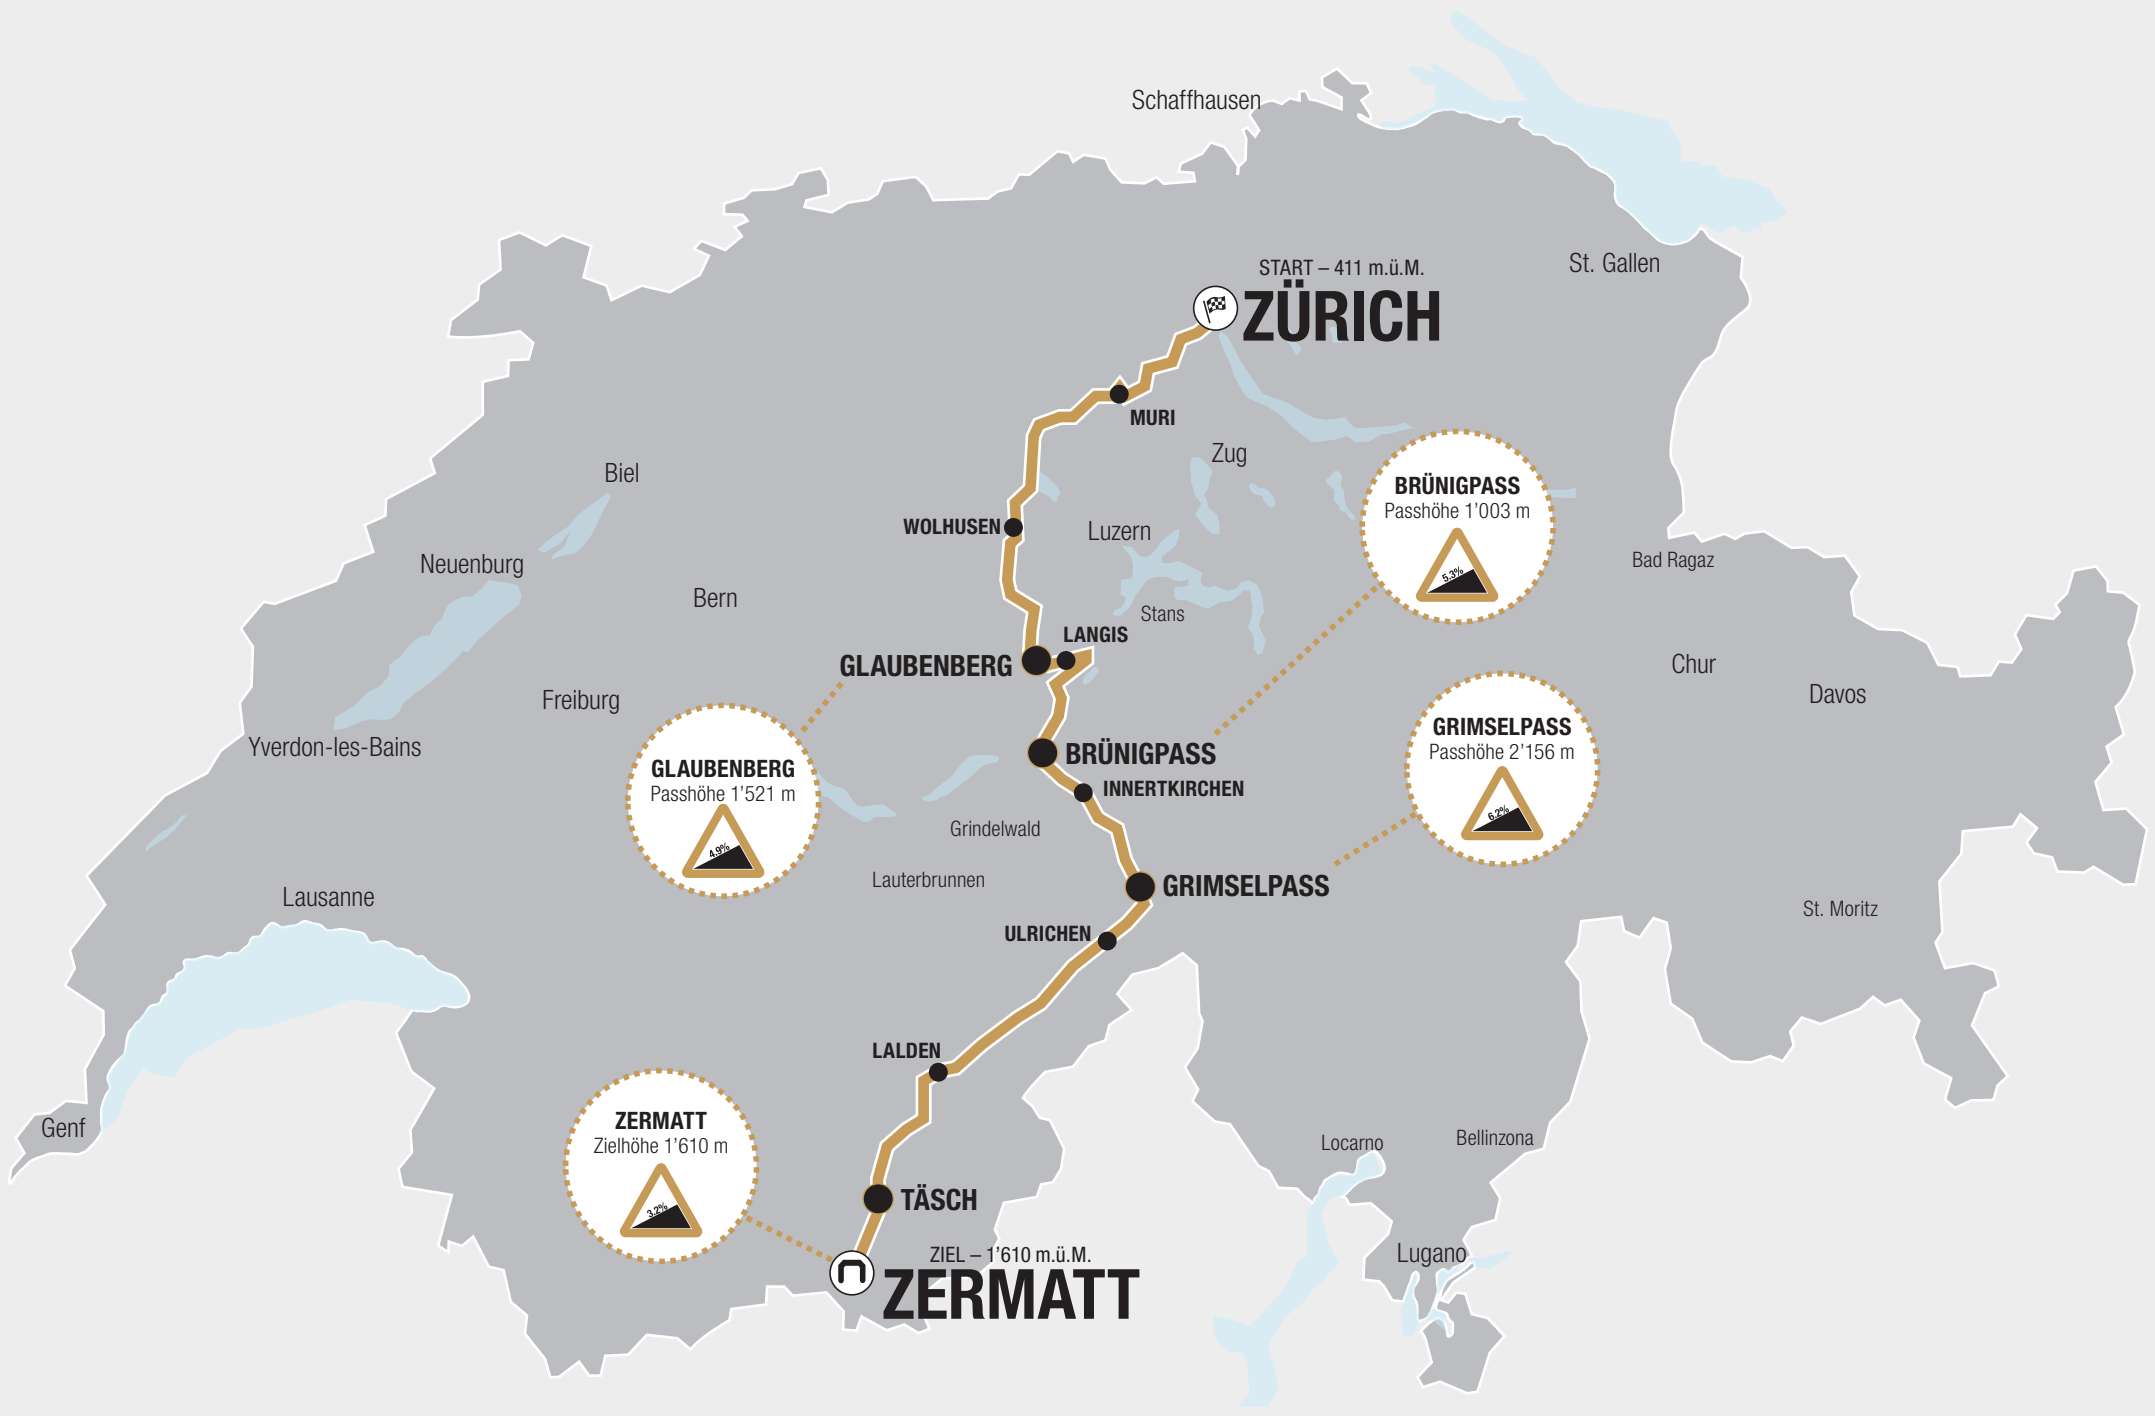 Schaffhausen
START – 411 m.ü.M.
ZÜRICH
St. Gallen
MURI
Zug
Biel
BRÜNIGPASS
Passhöhe 1’003 m
5.3%
WOLHUSEN
Luzern
Neuenburg
Bad Ragaz
Bern
Stans
LANGIS
GLAUBENBERG
Chur
Davos
Freiburg
Yverdon-les-Bains
BRÜNIGPASS
GRIMSELPASS
Passhöhe 2’156 m
6.2%
GLAUBENBERG
Passhöhe 1’521 m
4.9%
INNERTKIRCHEN
Grindelwald
Lauterbrunnen
GRIMSELPASS
Lausanne
St. Moritz
ULRICHEN
LALDEN
Genf
ZERMATT
Zielhöhe 1’610 m
3.2%
Locarno
Bellinzona
TÄSCH
Lugano
ZIEL – 1’610 m.ü.M.
ZERMATT